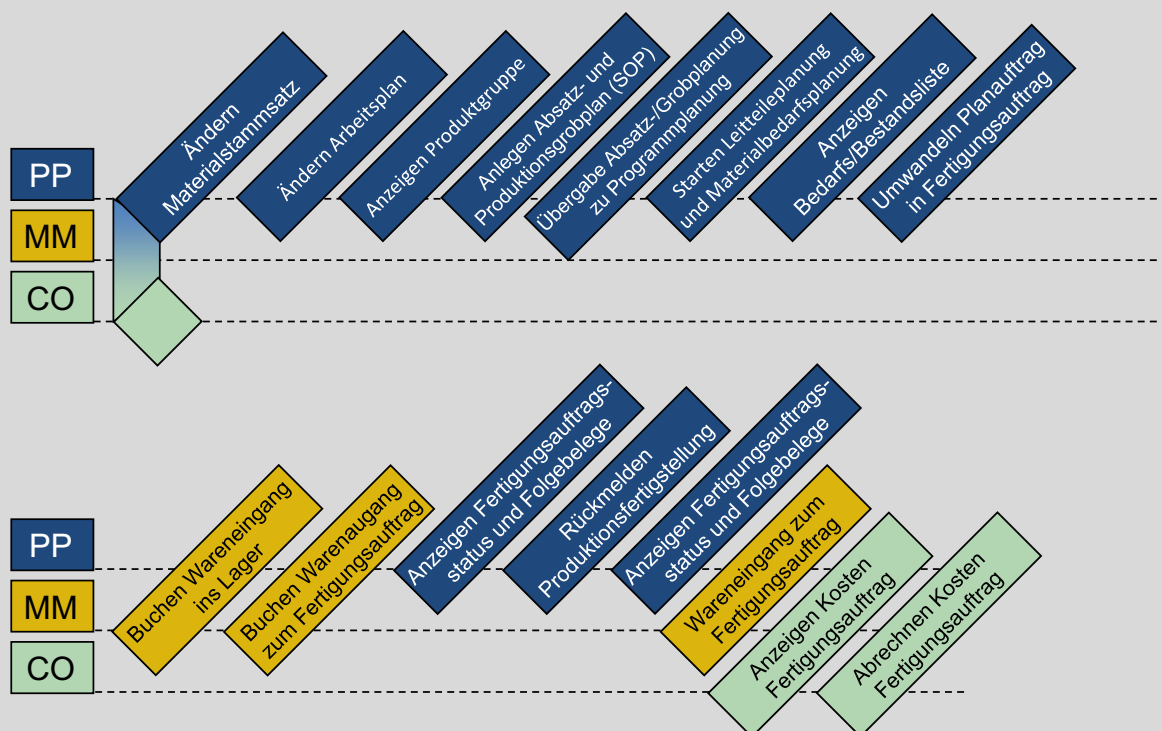 PP
MM
CO
Ändern
Materialstammsatz
Ändern Arbeitsplan
Anzeigen Produktgruppe
Anlegen Absatz- und
Produktionsgrobplan (SOP)
Übergabe Absatz-/Grobplanung
zu Programmplanung
Starten Leitteileplanung
und Materialbedarfsplanung
Anzeigen
Bedarfs/Bestandsliste
Umwandeln Planauftrag
in Fertigungsauftrag
PP
MM
CO
Buchen Wareneingang
ins Lager
Buchen Warenaugang
zum Fertigungsauftrag
Anzeigen Fertigungsauftrags-
status und Folgebelege
Rückmelden
Produktionsfertigstellung
Anzeigen Fertigungsauftrags-
status und Folgebelege
Wareneingang zum
Fertigungsauftrag
Anzeigen Kosten
Fertigungsauftrag
Abrechnen Kosten
Fertigungsauftrag